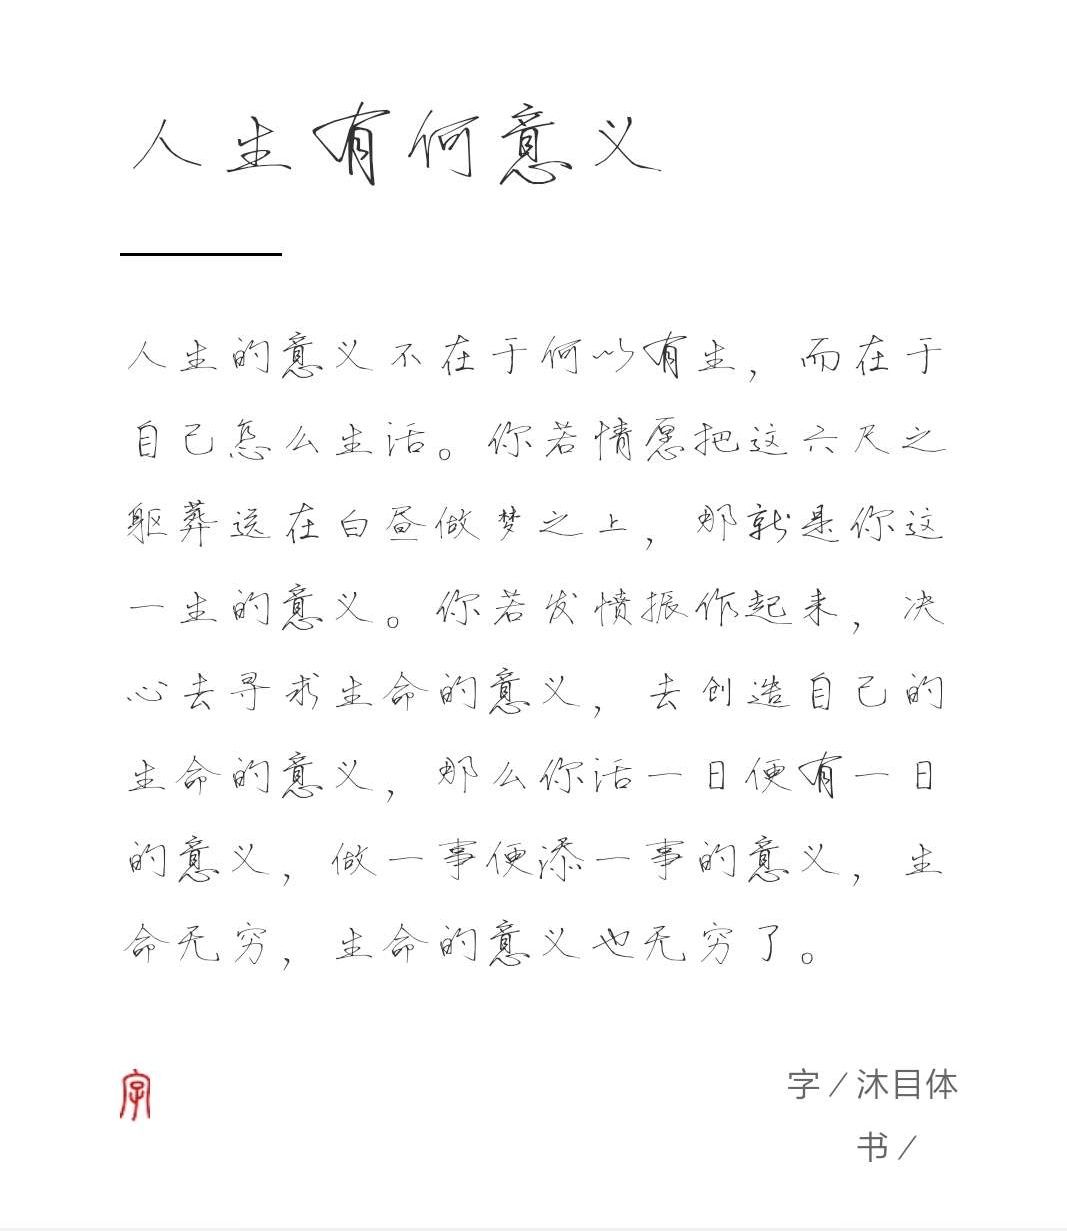 人生有何意义
人生的意义不在于何以有生，而在于
自己怎么生活。你若情愿把这六尺之
躯葬送在白昼做梦之上，那就是你这
一生的意义。你若发愤振作起来，决
心去寻求生命的意义，去创造自己的
生命的意义，那么你活一日便有一日
的意义，做一事便添一事的意义，生
命无穷，生命的意义也无穷了。
字
字／沐目体
书／